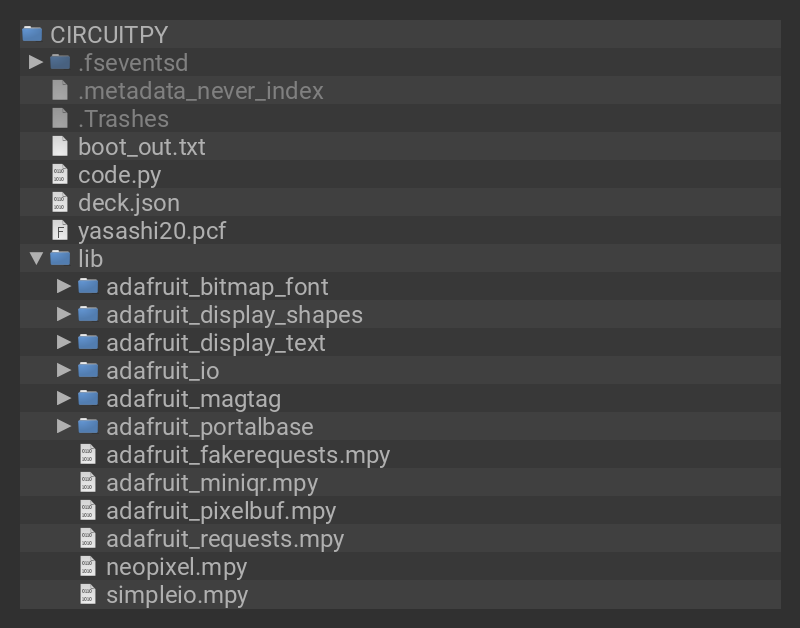 CIRCUITPY
.fseventsd
.metadata_never_index
.Trashes
boot_out.txt
code.py
deck.json
yasashi20.pcf
lib
adafruit_bitmap_font
adafruit_display_shapes
adafruit_display_text
adafruit_io
adafruit_magtag
adafruit_portalbase
adafruit_fakerequests.mpy
adafruit_miniqr.mpy
adafruit_pixelbuf.mpy
adafruit_requests.mpy
neopixel.mpy
simpleio.mpy